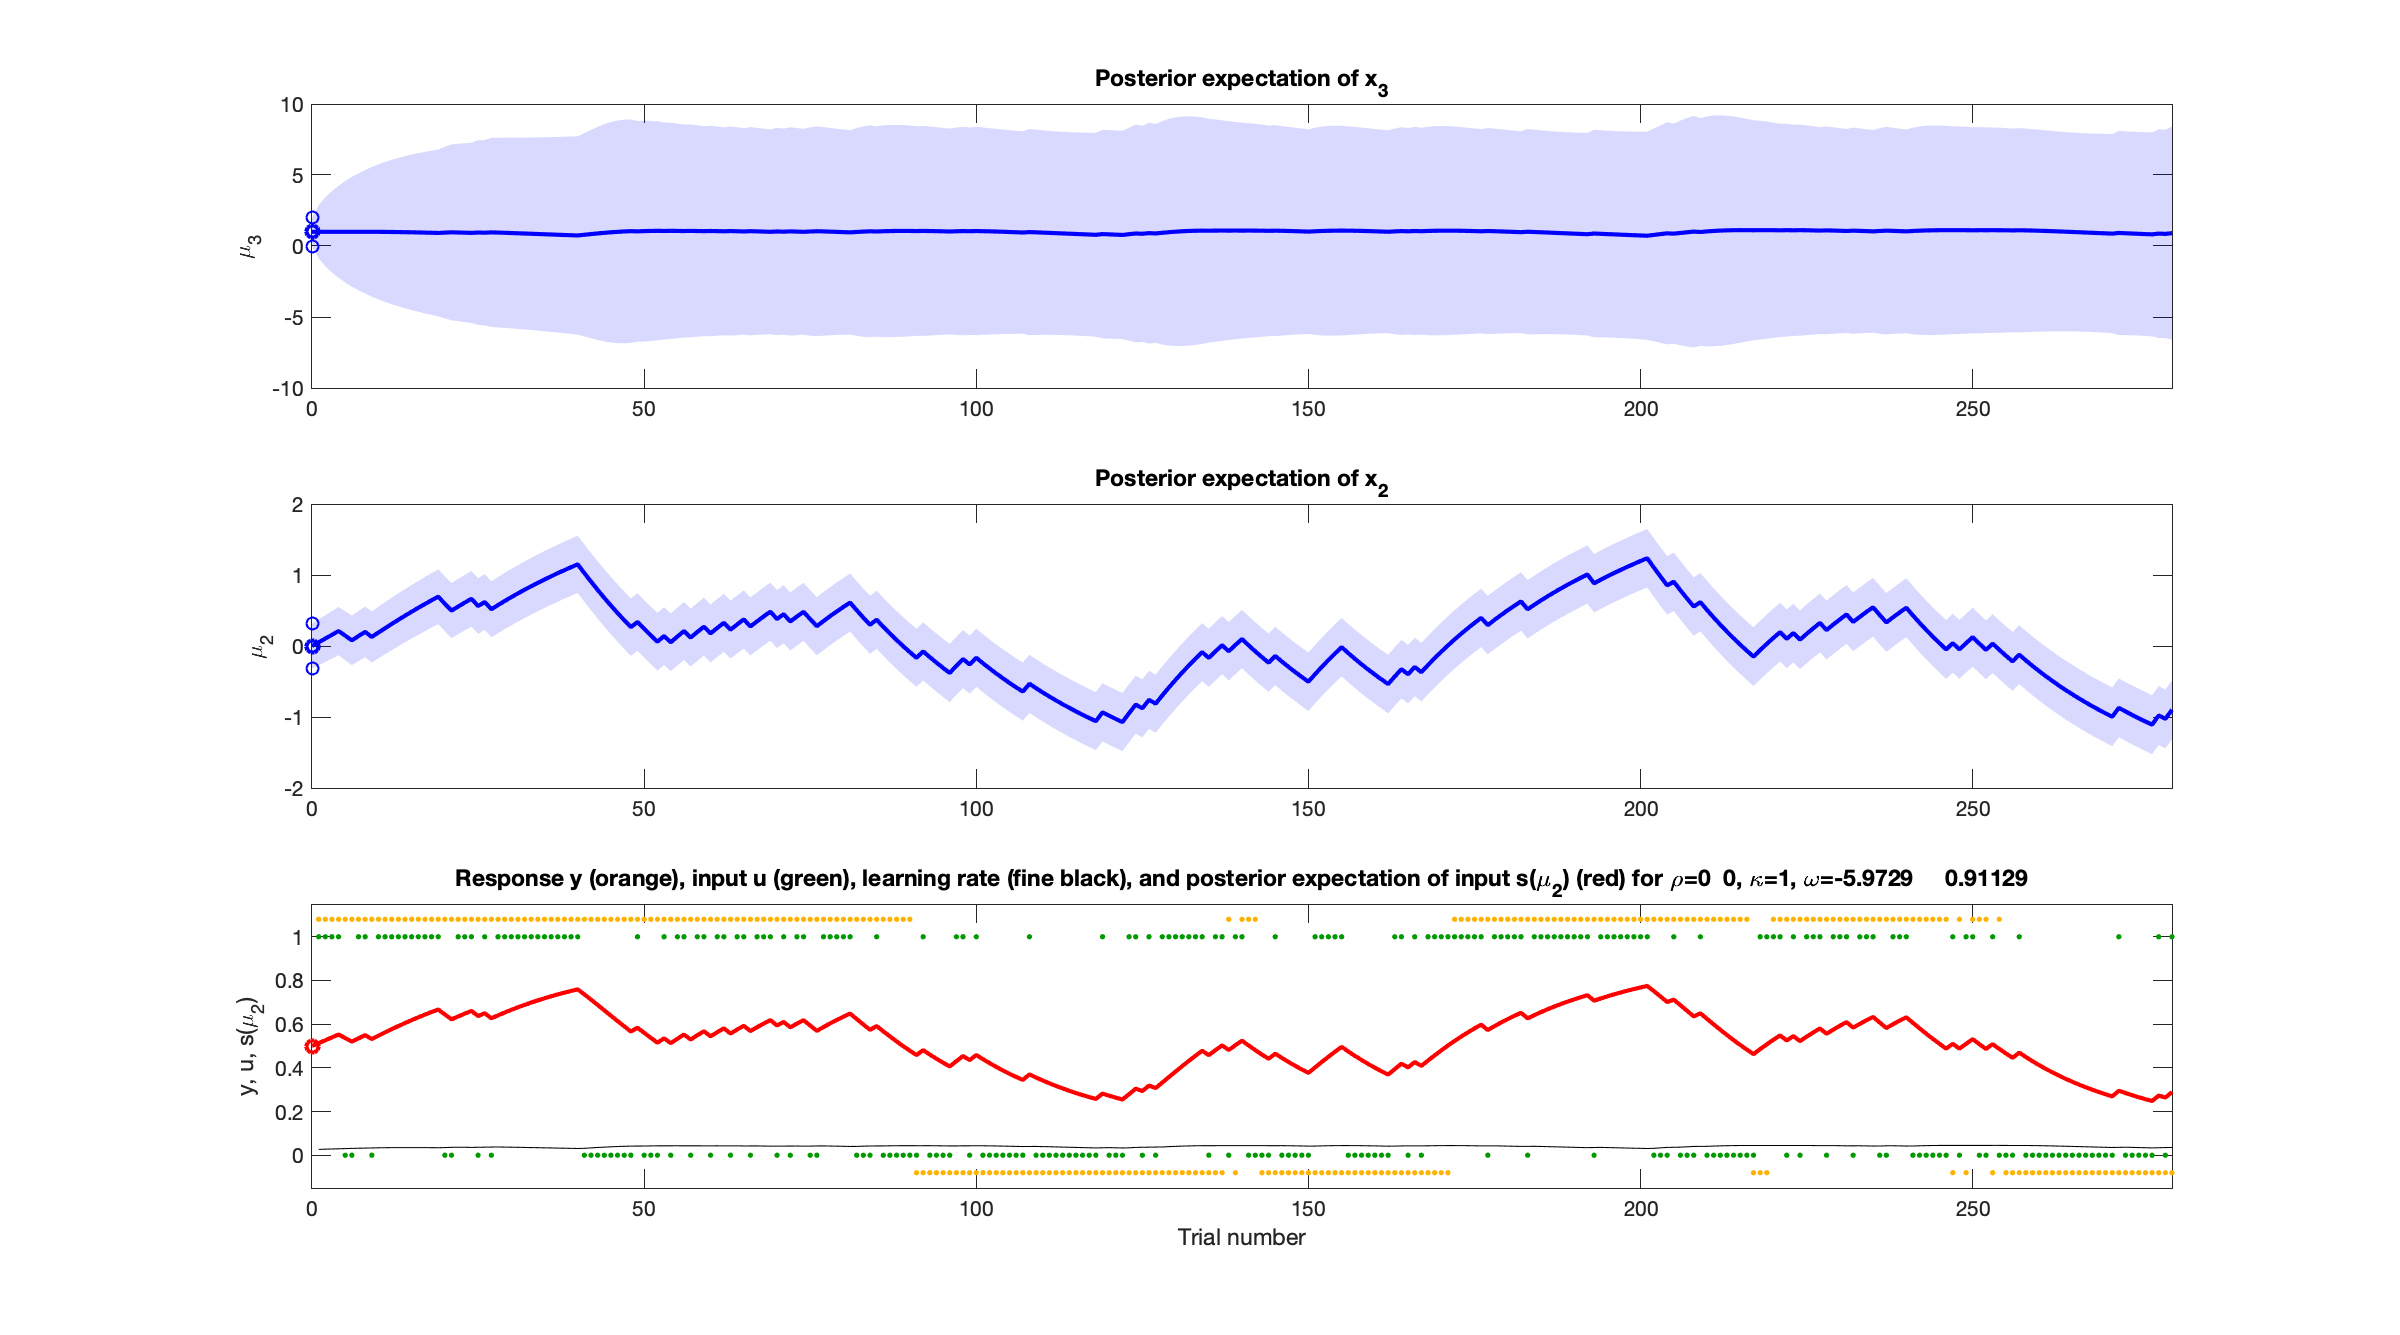 Posterior expectation of x3
10
5
0
-5
-10
μ3
0 50 100 150 200 250
Posterior expectation of x2
2
1
0
-1
-2
μ2
0 50 100 150 200 250
Response y (orange), input u (green), learning rate (fine black), and posterior expectation of input s(μ2) (red) for ρ=0 0, κ=1, ω=-5.9729 0.91129
1
0.8
0.6
0.4
0.2
0
y, u, s(μ2)
0 50 100 150 200 250
Trial number